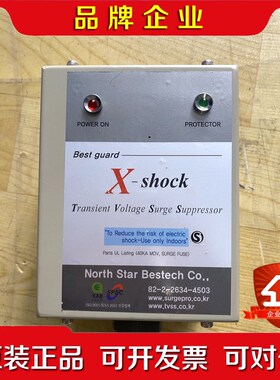 品牌企业
POWER ON
PROTECTOR
Best guard
X-shock
Transient Voltage Surge Suppressor
"To Reduce the risk of electric
shock-Use only Indoors"
S
Parts UL Listing (40KA MOV, SURGE FUSE)
North Star Bestech Co.,
82-2-2634-4503
www.surgepro.co.kr
www.tvss.co.kr
原装正品 可开发票 可对